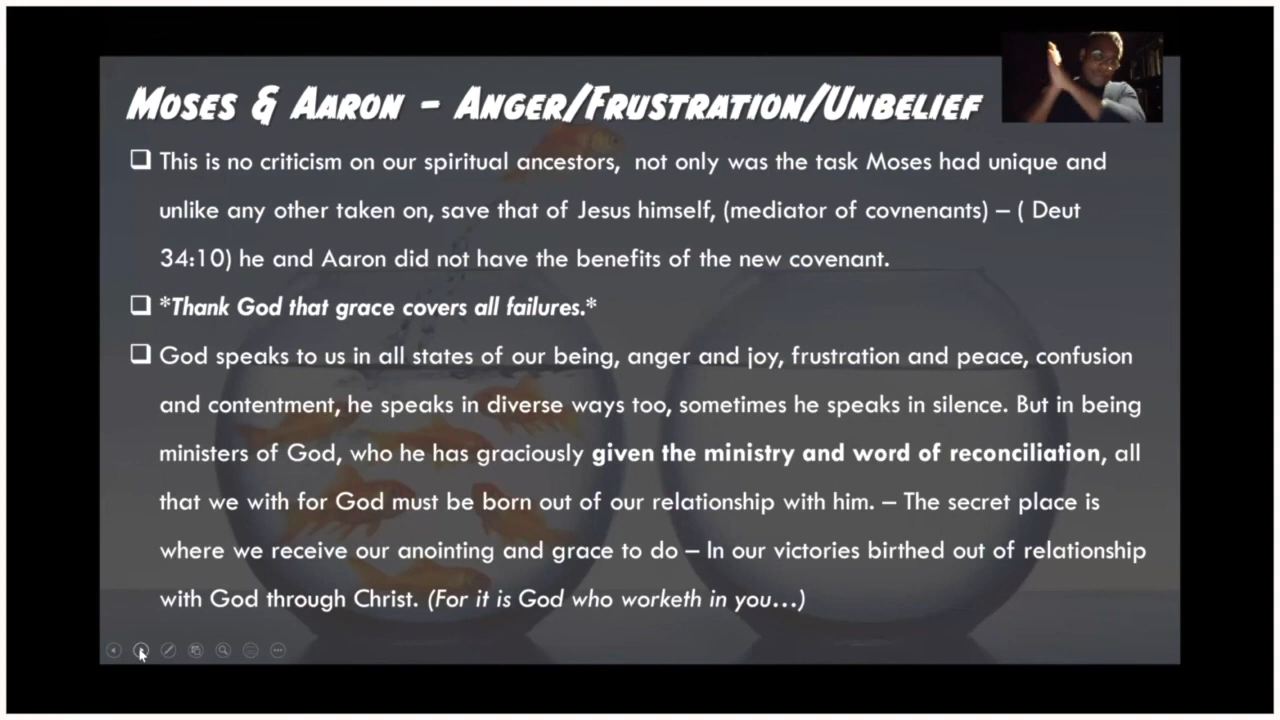 Moses & Aaron - Anger/Frustration/Unbelief
❑ This is no criticism on our spiritual ancestors, not only was the task Moses had unique and
unlike any other taken on, save that of Jesus himself, (mediator of covnenants) – ( Deut
34:10) he and Aaron did not have the benefits of the new covenant.
❑ *Thank God that grace covers all failures.*
❑ God speaks to us in all states of our being, anger and joy, frustration and peace, confusion
and contentment, he speaks in diverse ways too, sometimes he speaks in silence. But in being
ministers of God, who he has graciously given the ministry and word of reconciliation, all
that we with for God must be born out of our relationship with him. – The secret place is
where we receive our anointing and grace to do – In our victories birthed out of relationship
with God through Christ. (For it is God who worketh in you…)